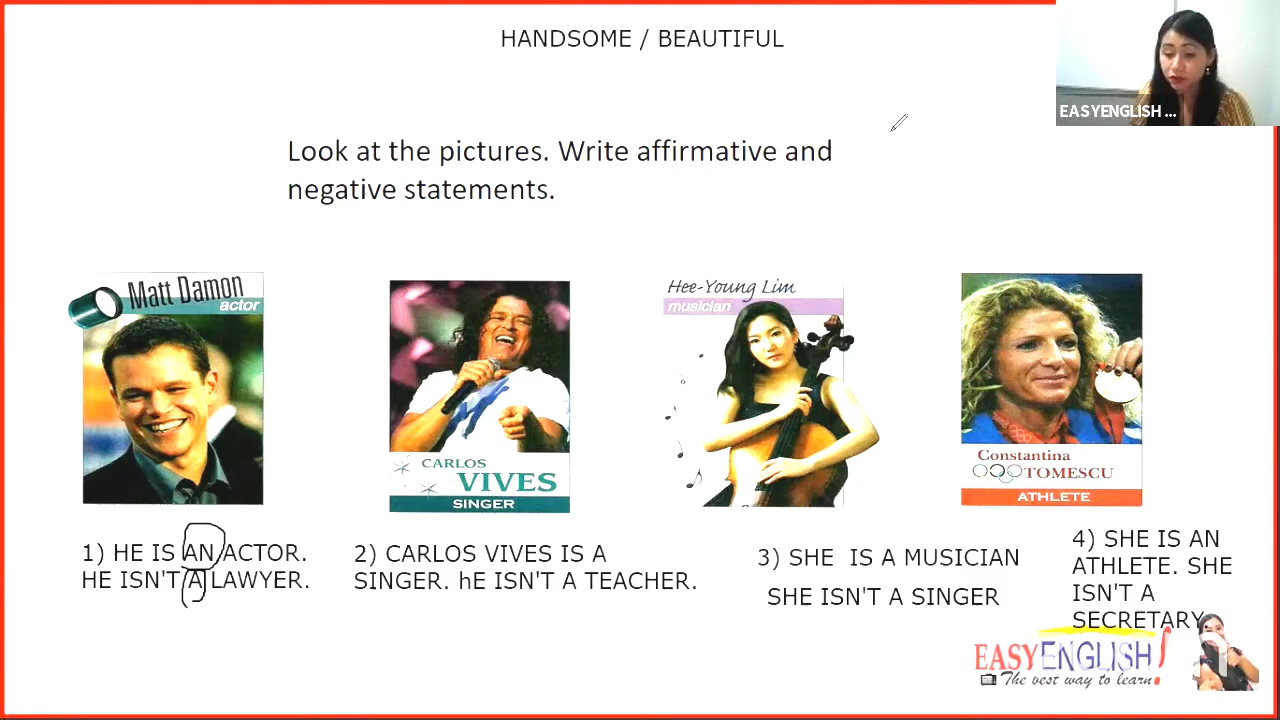 HANDSOME / BEAUTIFUL
EASYENGLISH ...
Look at the pictures. Write affirmative and
negative statements.
Matt Damon
actor
CARLOS
VIVES
SINGER
Hee-Young Lim
musician
Constantina
TOMESCU
ATHLETE
1) HE IS AN ACTOR.
HE ISN'T A LAWYER.
2) CARLOS VIVES IS A
SINGER. hE ISN'T A TEACHER.
3) SHE IS A MUSICIAN
SHE ISN'T A SINGER
4) SHE IS AN
ATHLETE. SHE
ISN'T A
SECRETARY.
EASYENGLISH!
The best way to learn!